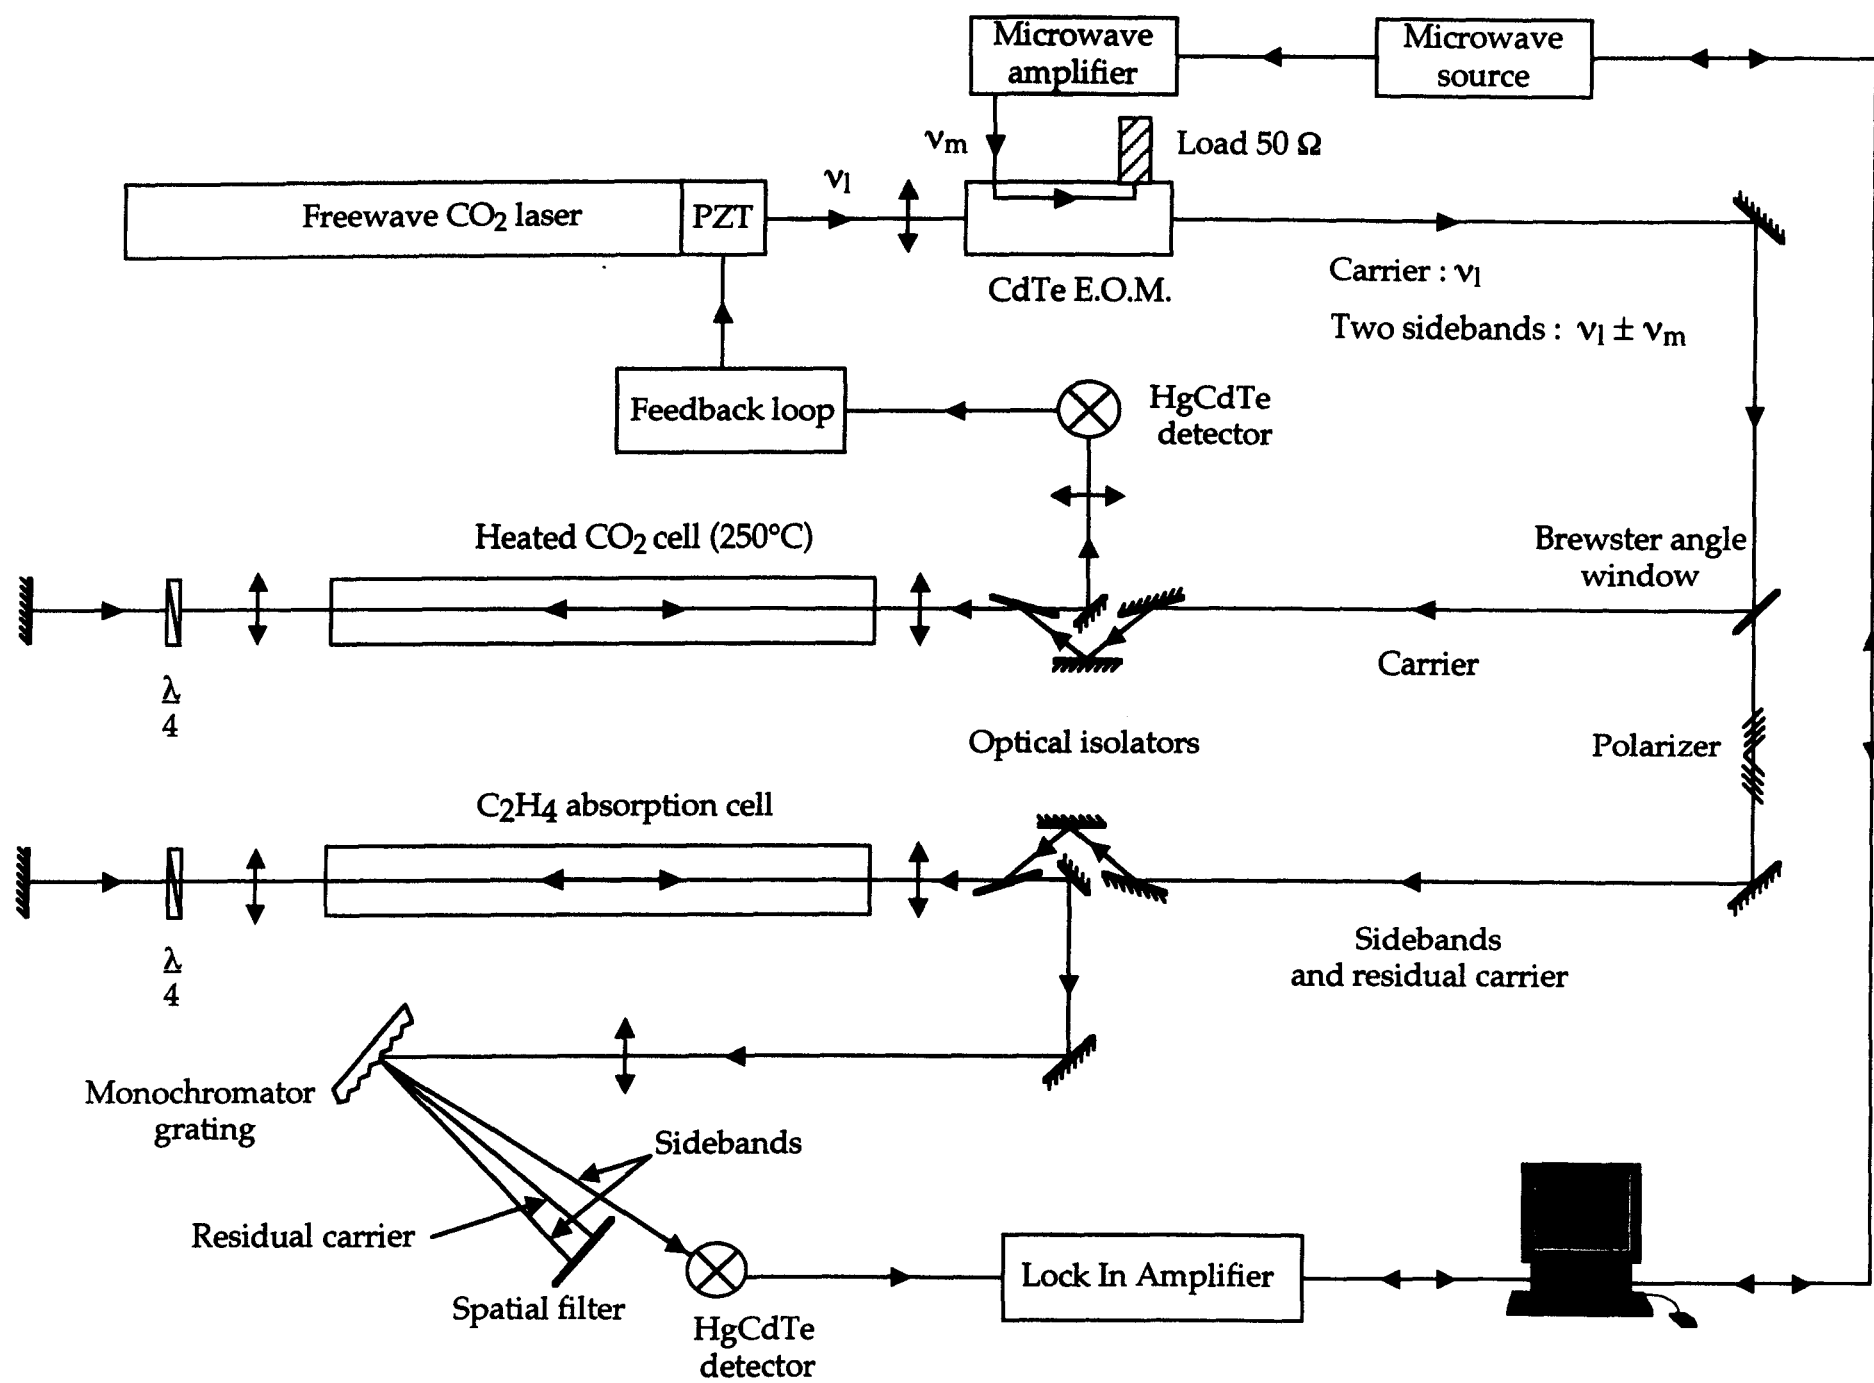 Microwave
amplifier
Microwave
source
νm
Load 50 Ω
νl
Freewave CO2 laser
PZT
CdTe E.O.M.
Carrier : νl
Two sidebands : νl ± νm
Feedback loop
HgCdTe
detector
Heated CO2 cell (250°C)
Brewster angle
window
λ
4
Carrier
Optical isolators
Polarizer
C2H4 absorption cell
λ
4
Sidebands
and residual carrier
Monochromator
grating
Sidebands
Residual carrier
Spatial filter
HgCdTe
detector
Lock In Amplifier